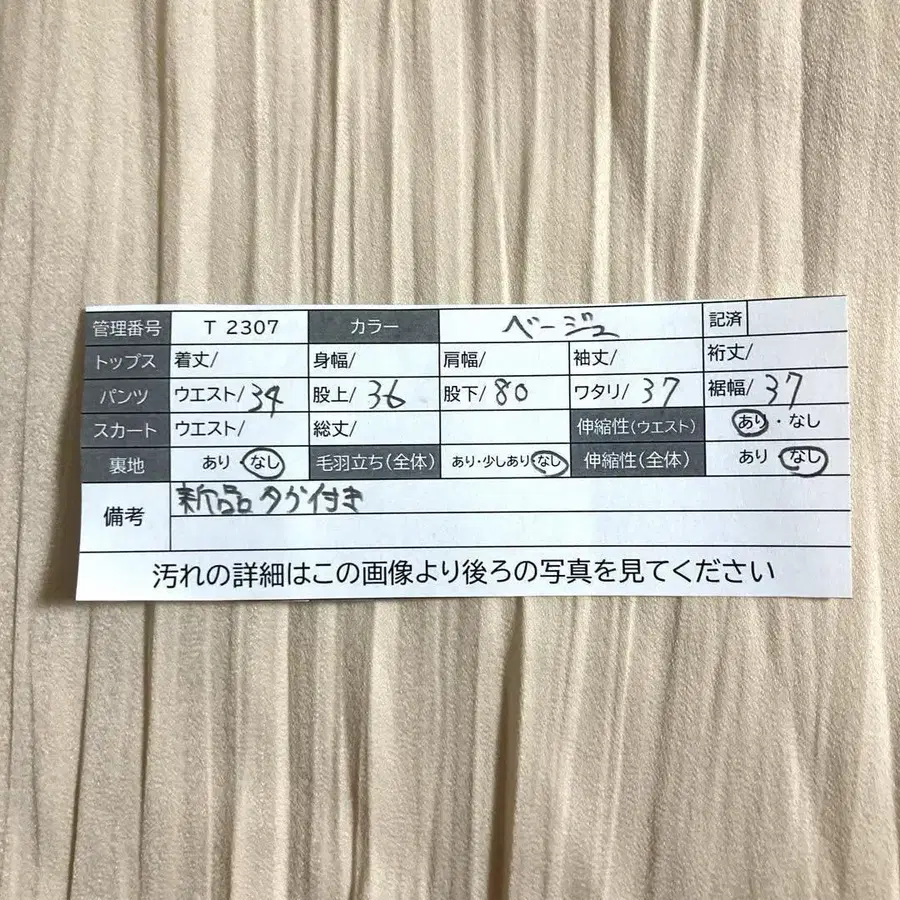 管理番号 T 2307 カラー ベージュ 記済
トップス 着丈/ 身幅/ 肩幅/ 袖丈/ 裄丈/
パンツ ウエスト/34 股上/36 股下/80 ワタリ/37 裾幅/37
スカート ウエスト/ 総丈/ 伸縮性(ウエスト) あり・なし
裏地 あり・なし 毛羽立ち(全体) あり・少しあり・なし 伸縮性(全体) あり・なし
備考 新品タグ付き
汚れの詳細はこの画像より後ろの写真を見てください